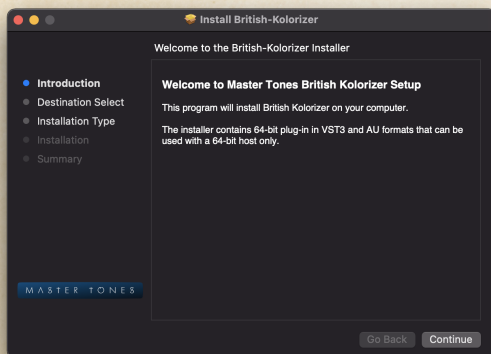 Install British-Kolorizer
Welcome to the British-Kolorizer Installer
Introduction
Destination Select
Installation Type
Installation
Summary
Welcome to Master Tones British Kolorizer Setup
This program will install British Kolorizer on your computer.
The installer contains 64-bit plug-in in VST3 and AU formats that can be
used with a 64-bit host only.
MASTER TONES
Go Back
Continue